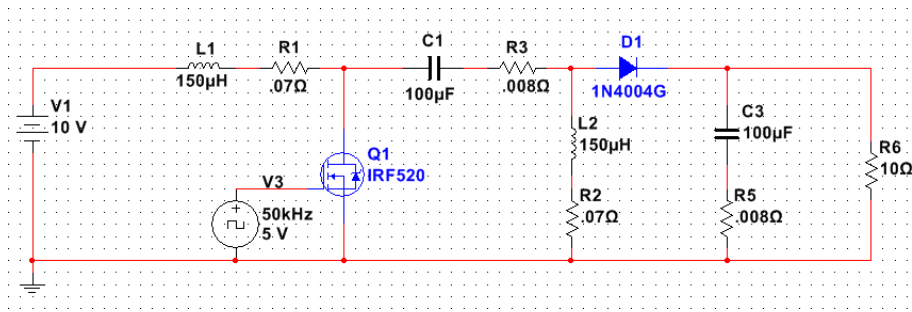 L1
150µH
R1
.07Ω
C1
100µF
R3
.008Ω
D1
1N4004G
V1
10 V
L2
150µH
C3
100µF
R6
10Ω
Q1
IRF520
V3
50kHz
5 V
R2
.07Ω
R5
.008Ω